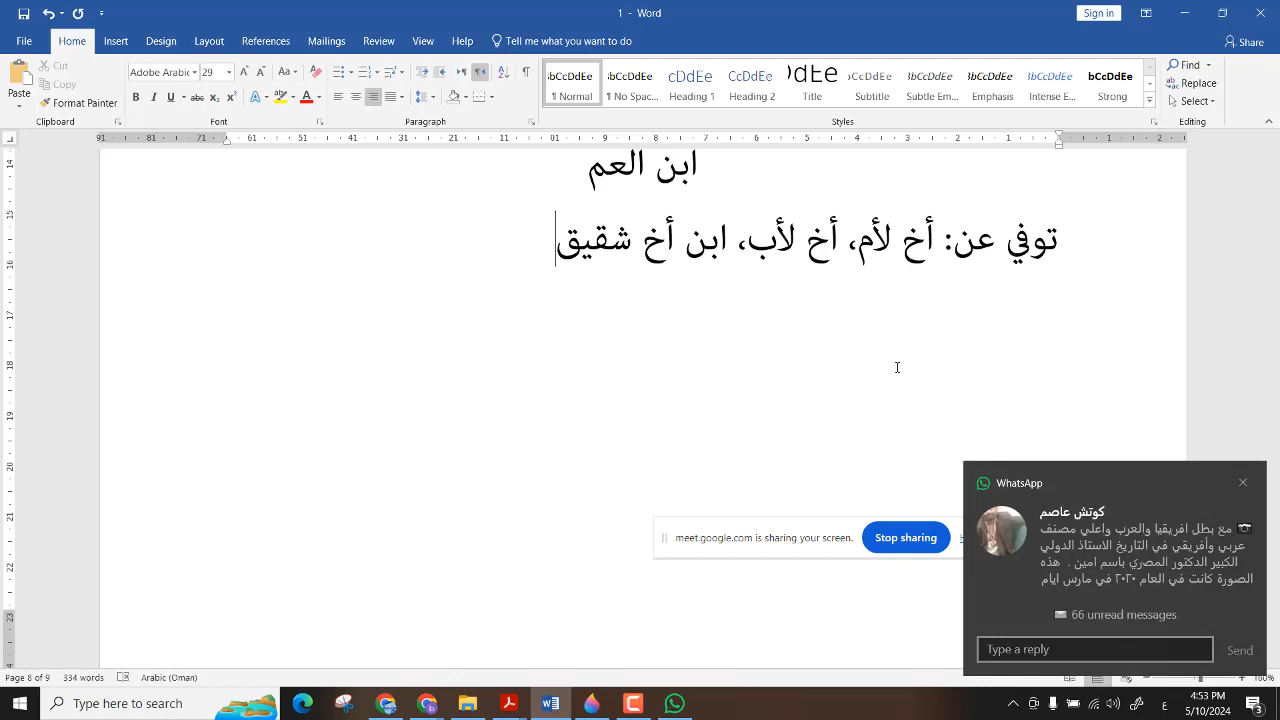 1 - Word
Sign in
File Home Insert Design Layout References Mailings Review View Help Tell me what you want to do Share
Paste
Cut
Copy
Format Painter
Clipboard
Adobe Arabic 29
Font
Paragraph
¶ Normal
¶ No Spac...
Heading 1
Heading 2
Title
Subtitle
Subtle Em...
Emphasis
Intense E...
Strong
Styles
Find
Replace
Select
Editing
ابن العم
توفي عن: أخ لأم، أخ لأب، ابن أخ شقيق
meet.google.com is sharing your screen.
Stop sharing
WhatsApp
كوتش عاصم
مع بطل افريقيا والعرب واعلي مصنف
عربي وأفريقي في التاريخ الاستاذ الدولي
الكبير الدكتور المصري باسم امين . هذه
الصورة كانت في العام ٢٠٢٠ في مارس ايام
66 unread messages
Type a reply
Send
Page 8 of 9 334 words Arabic (Oman)
160%
Type here to search
ع
4:53 PM
5/10/2024
3